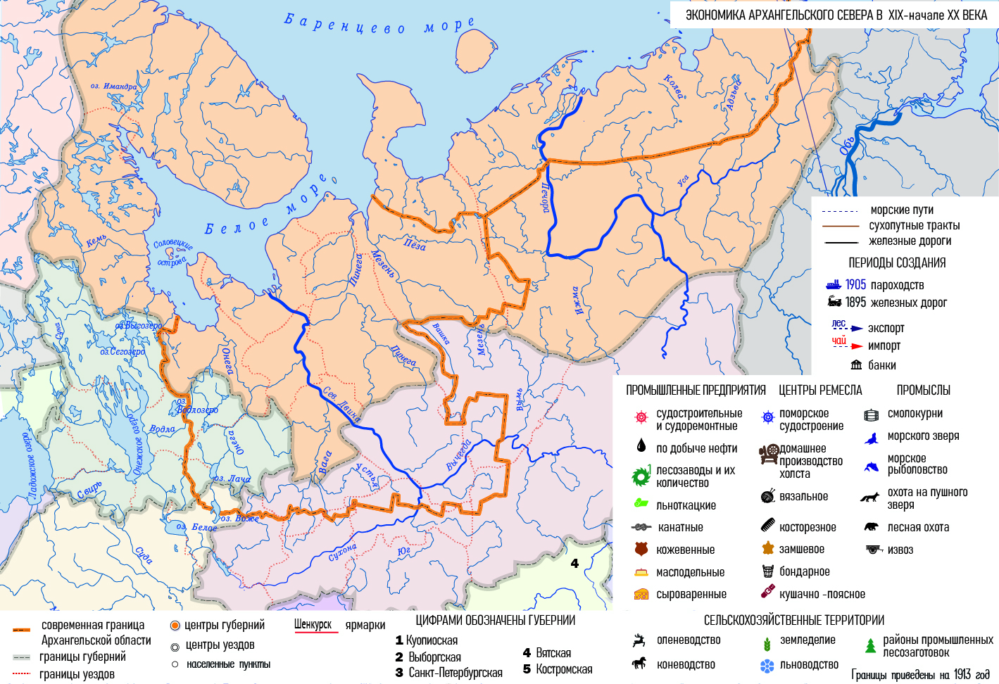 ЭКОНОМИКА АРХАНГЕЛЬСКОГО СЕВЕРА В XIX-начале XX ВЕКА
Баренцево море
оз. Имандра
Колва
Адзьва
Обь
Белое море
Печора
Уса
Кемь
Соловецкие
острова
Пинега
Мезень
Пёза
Ижма
оз.Выгозеро
Суна
оз.Сегозеро
Онега
Вашка
Мезень
Пинега
Сев. Двина
Вымь
оз.
Водлозеро
Водла
Онежское озеро
Ладожское озеро
Онега
Свирь
оз. Лача
Вага
Устья
Вычегда
оз. Воже
оз. Белое
Суда
Сухона
Юг
4
морские пути
сухопутные тракты
железные дороги
ПЕРИОДЫ СОЗДАНИЯ
1905 пароходств
1895 железных дорог
лес
экспорт
чай
импорт
банки
ПРОМЫШЛЕННЫЕ ПРЕДПРИЯТИЯ
судостроительные
и судоремонтные
по добыче нефти
1
лесозаводы и их
количество
льноткацкие
канатные
кожевенные
маслодельные
сыроваренные
ЦЕНТРЫ РЕМЕСЛА
поморское
судостроение
домашнее
производство
холста
вязальное
косторезное
замшевое
бондарное
кушачно -поясное
ПРОМЫСЛЫ
смолокурни
морского зверя
морское
рыболовство
охота на пушного
зверя
лесная охота
извоз
современная граница
Архангельской области
границы губерний
границы уездов
центры губерний
центры уездов
населенные пункты
Шенкурск ярмарки
ЦИФРАМИ ОБОЗНАЧЕНЫ ГУБЕРНИИ
1 Куопиоская
2 Выборгская
3 Санкт-Петербургская
4 Вятская
5 Костромская
СЕЛЬСКОХОЗЯЙСТВЕННЫЕ ТЕРРИТОРИИ
оленеводство
коневодство
земледелие
льноводство
районы промышленных
лесозаготовок
Границы приведены на 1913 год